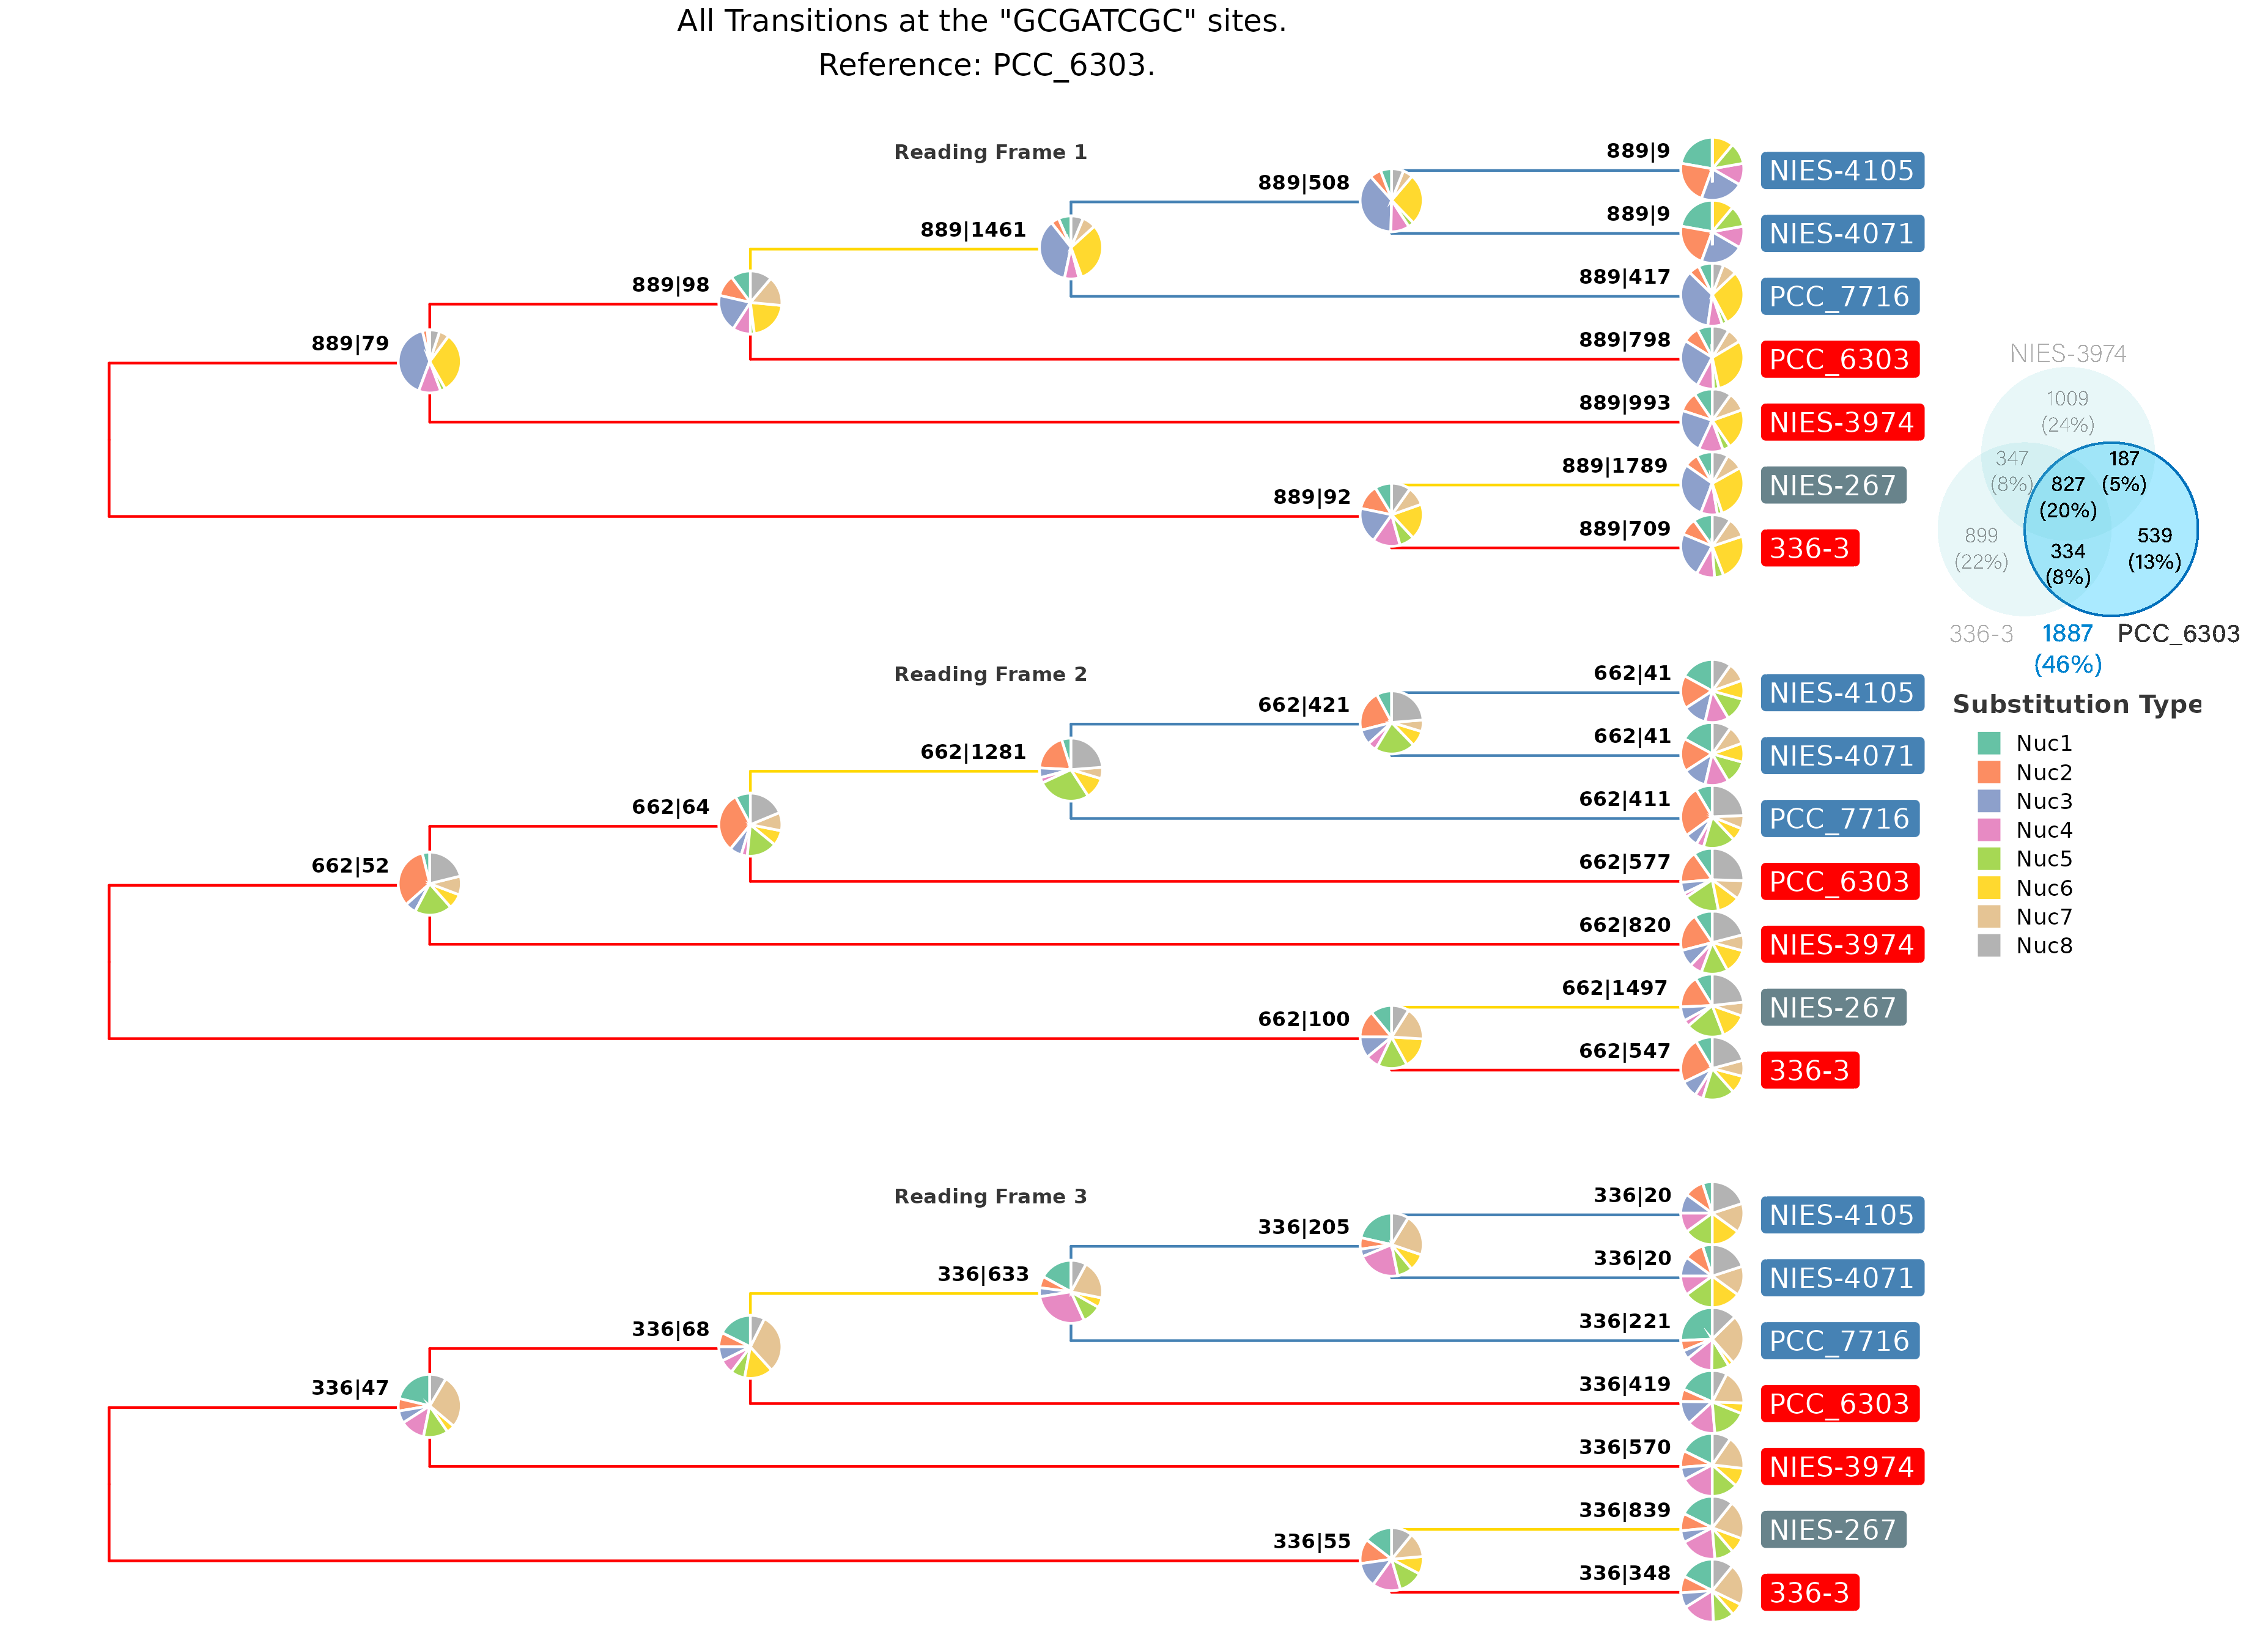 All Transitions at the "GCGATCGC" sites.
Reference: PCC_6303.
Reading Frame 1
889|9
NIES-4105
889|508
889|9
NIES-4071
889|1461
889|417
PCC_7716
889|98
889|798
PCC_6303
889|79
889|993
NIES-3974
889|1789
NIES-267
889|92
889|709
336-3
Reading Frame 2
662|41
NIES-4105
662|421
662|41
NIES-4071
662|1281
662|411
PCC_7716
662|64
662|577
PCC_6303
662|52
662|820
NIES-3974
662|1497
NIES-267
662|100
662|547
336-3
Reading Frame 3
336|20
NIES-4105
336|205
336|20
NIES-4071
336|633
336|221
PCC_7716
336|68
336|419
PCC_6303
336|47
336|570
NIES-3974
336|839
NIES-267
336|55
336|348
336-3
NIES-3974
1009
(24%)
347
(8%)
187
(5%)
827
(20%)
899
(22%)
334
(8%)
539
(13%)
336-3
1887
(46%)
PCC_6303
Substitution Type
Nuc1
Nuc2
Nuc3
Nuc4
Nuc5
Nuc6
Nuc7
Nuc8